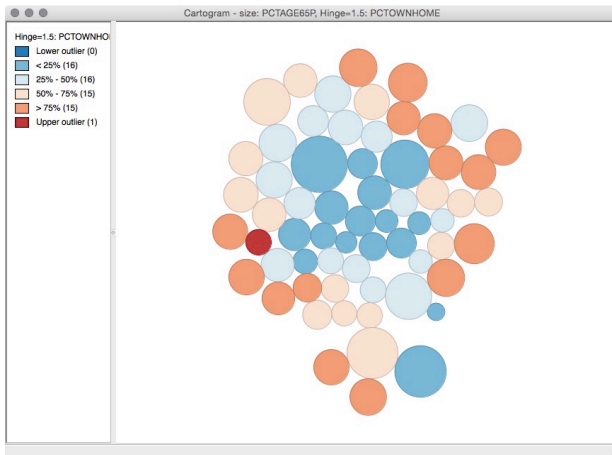 Cartogram - size: PCTAGE65P, Hinge=1.5: PCTOWNHOME
Hinge=1.5: PCTOWNHO
Lower outlier (0)
< 25% (16)
25% - 50% (16)
50% - 75% (15)
> 75% (15)
Upper outlier (1)